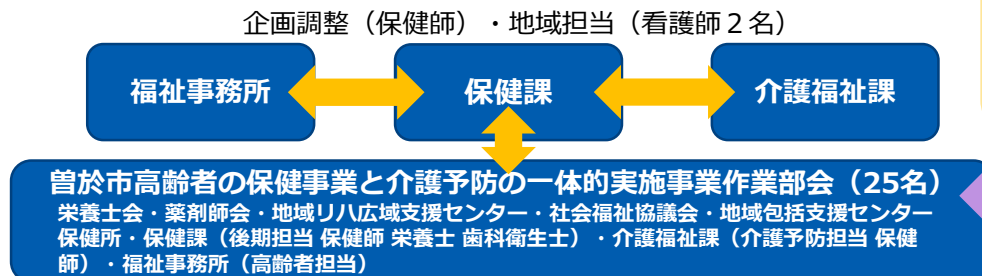 企画調整（保健師）・地域担当（看護師２名）
福祉事務所
保健課
介護福祉課
曽於市高齢者の保健事業と介護予防の一体的実施事業作業部会（25名）
栄養士会・薬剤師会・地域リハ広域支援センター・社会福祉協議会・地域包括支援センター
保健所・保健課（後期担当 保健師 栄養士 歯科衛生士）・介護福祉課（介護予防担当 保健
師）・福祉事務所（高齢者担当）